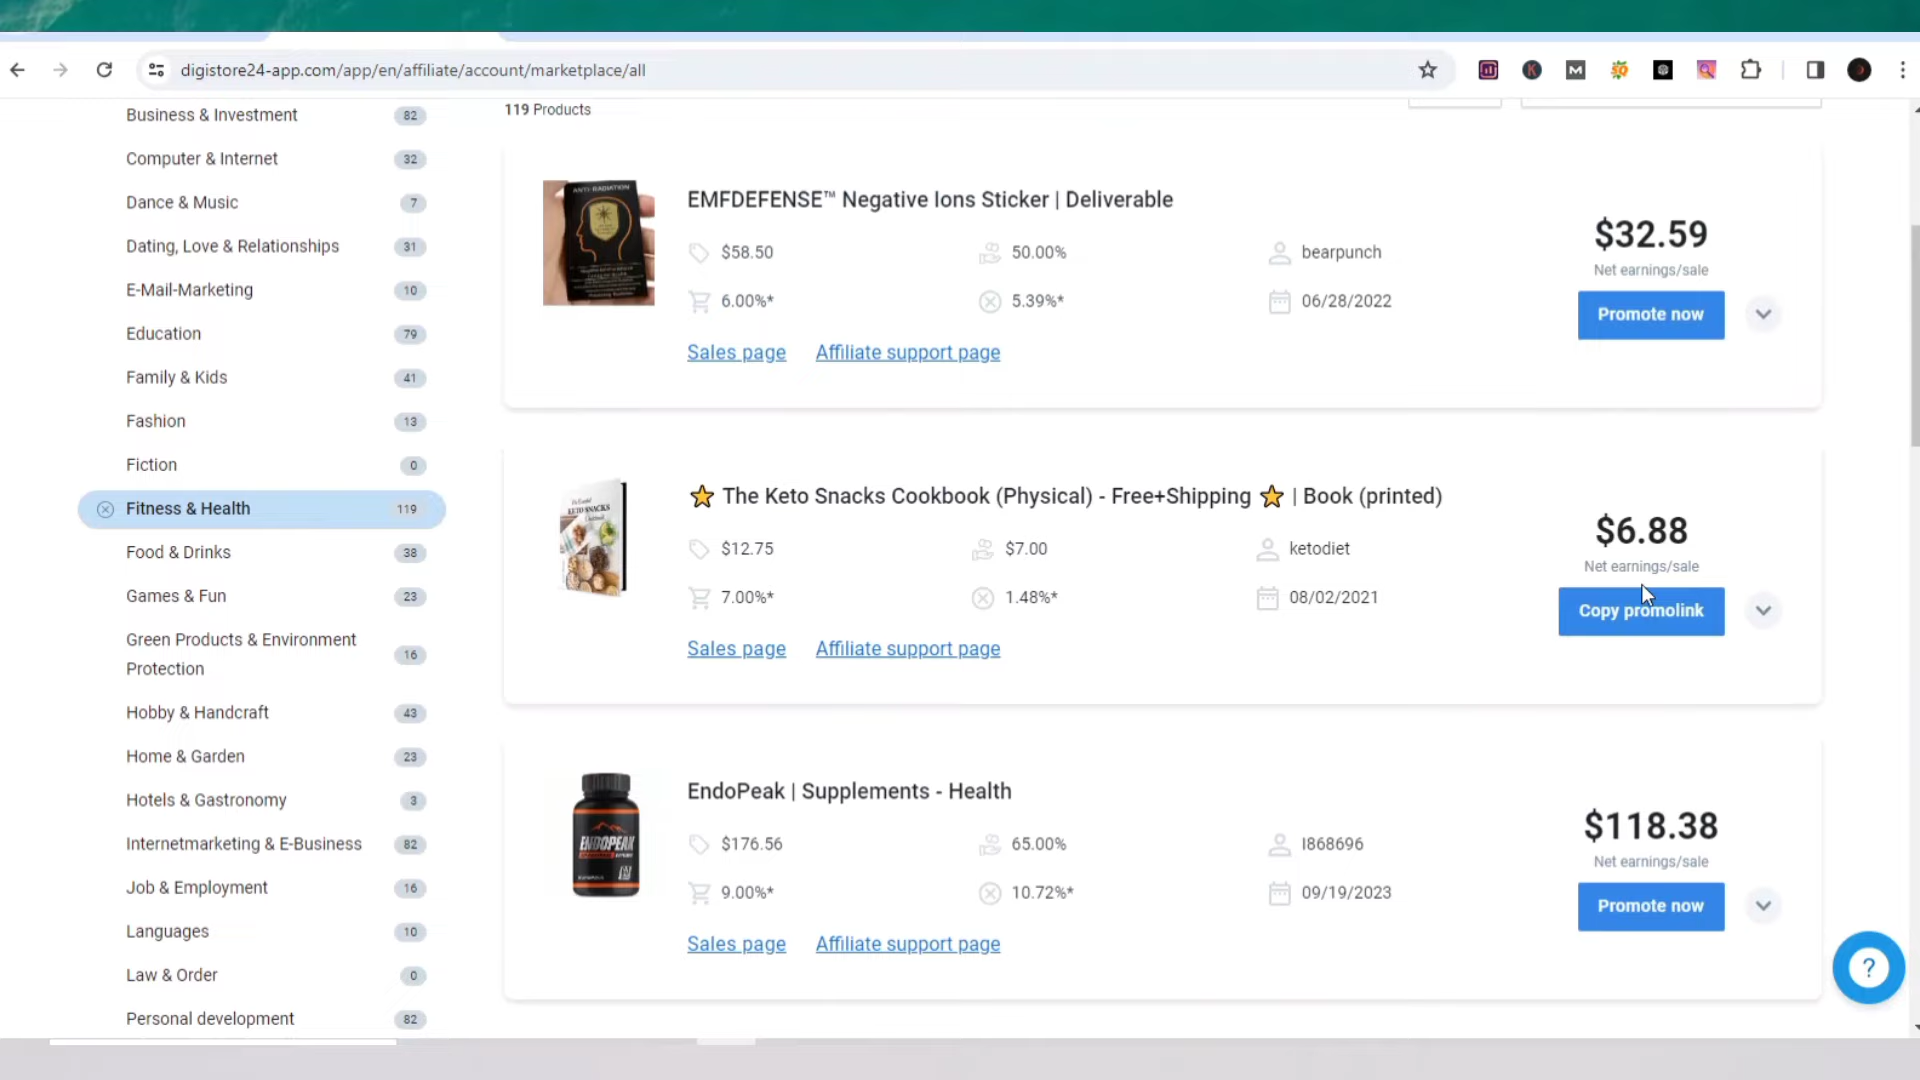 digistore24-app.com/app/en/affiliate/account/marketplace/all
Business & Investment 82
Computer & Internet 32
Dance & Music 7
Dating, Love & Relationships 31
E-Mail-Marketing 10
Education 79
Family & Kids 41
Fashion 13
Fiction 0
Fitness & Health 119
Food & Drinks 38
Games & Fun 23
Green Products & Environment
Protection 16
Hobby & Handcraft 43
Home & Garden 23
Hotels & Gastronomy 3
Internetmarketing & E-Business 82
Job & Employment 16
Languages 10
Law & Order 0
Personal development 82
119 Products
ANTI-RADIATION
EMFDEFENSE™ Negative Ions Sticker | Deliverable
$58.50 50.00% bearpunch
6.00%* 5.39%* 06/28/2022
Sales page Affiliate support page
$32.59
Net earnings/sale
Promote now
KETO SNACKS
⭐ The Keto Snacks Cookbook (Physical) - Free+Shipping ⭐ | Book (printed)
$12.75 $7.00 ketodiet
7.00%* 1.48%* 08/02/2021
Sales page Affiliate support page
$6.88
Net earnings/sale
Copy promolink
ENDOPEAK
EndoPeak | Supplements - Health
$176.56 65.00% I868696
9.00%* 10.72%* 09/19/2023
Sales page Affiliate support page
$118.38
Net earnings/sale
Promote now
?